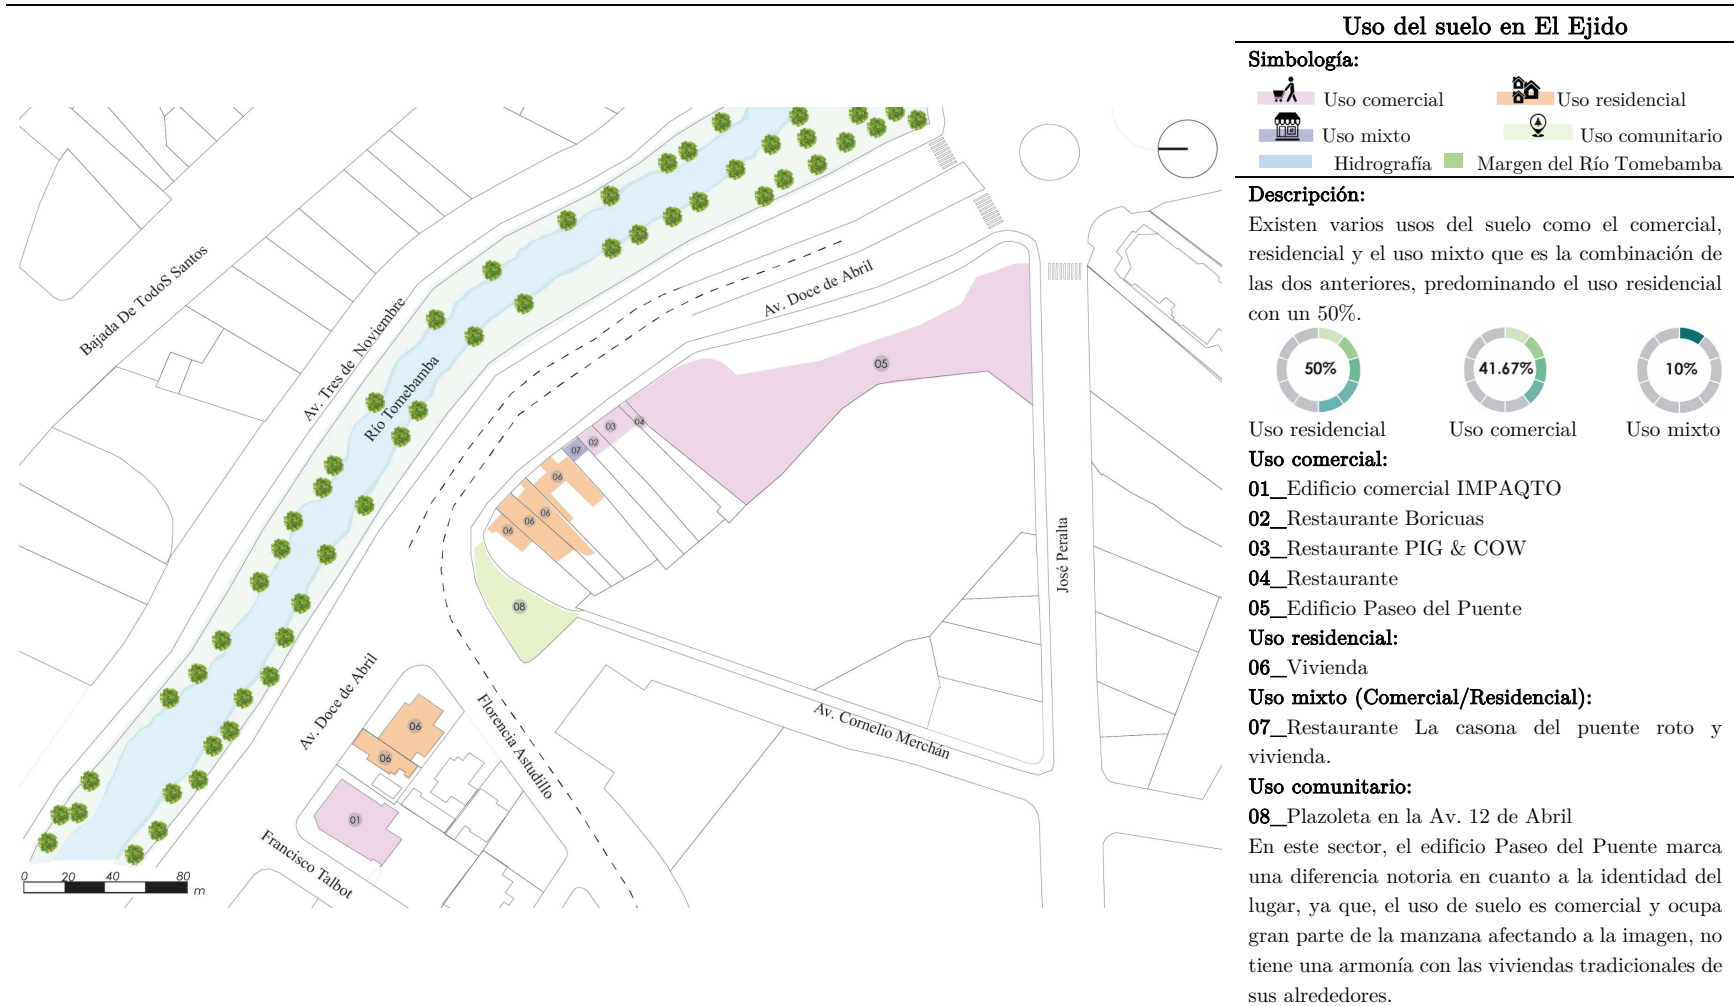 Uso del suelo en El Ejido
Simbología:
Uso comercial
Uso residencial
Uso mixto
Uso comunitario
Hidrografía
Margen del Río Tomebamba
Descripción:
Existen varios usos del suelo como el comercial,
residencial y el uso mixto que es la combinación de
las dos anteriores, predominando el uso residencial
con un 50%.
50%
41.67%
10%
Uso residencial
Uso comercial
Uso mixto
Uso comercial:
01_Edificio comercial IMPAQTO
02_Restaurante Boricuas
03_Restaurante PIG & COW
04_Restaurante
05_Edificio Paseo del Puente
Uso residencial:
06_Vivienda
Uso mixto (Comercial/Residencial):
07_Restaurante La casona del puente roto y
vivienda.
Uso comunitario:
08_Plazoleta en la Av. 12 de Abril
En este sector, el edificio Paseo del Puente marca
una diferencia notoria en cuanto a la identidad del
lugar, ya que, el uso de suelo es comercial y ocupa
gran parte de la manzana afectando a la imagen, no
tiene una armonía con las viviendas tradicionales de
sus alrededores.
Bajada De TodoS Santos
Av. Tres de Noviembre
Río Tomebamba
Av. Doce de Abril
05
04
03
02
07
06
06
06
06
08
José Peralta
Av. Doce de Abril
Florencia Astudillo
Av. Cornelio Merchán
06
06
01
Francisco Talbot
0 20 40 80
m